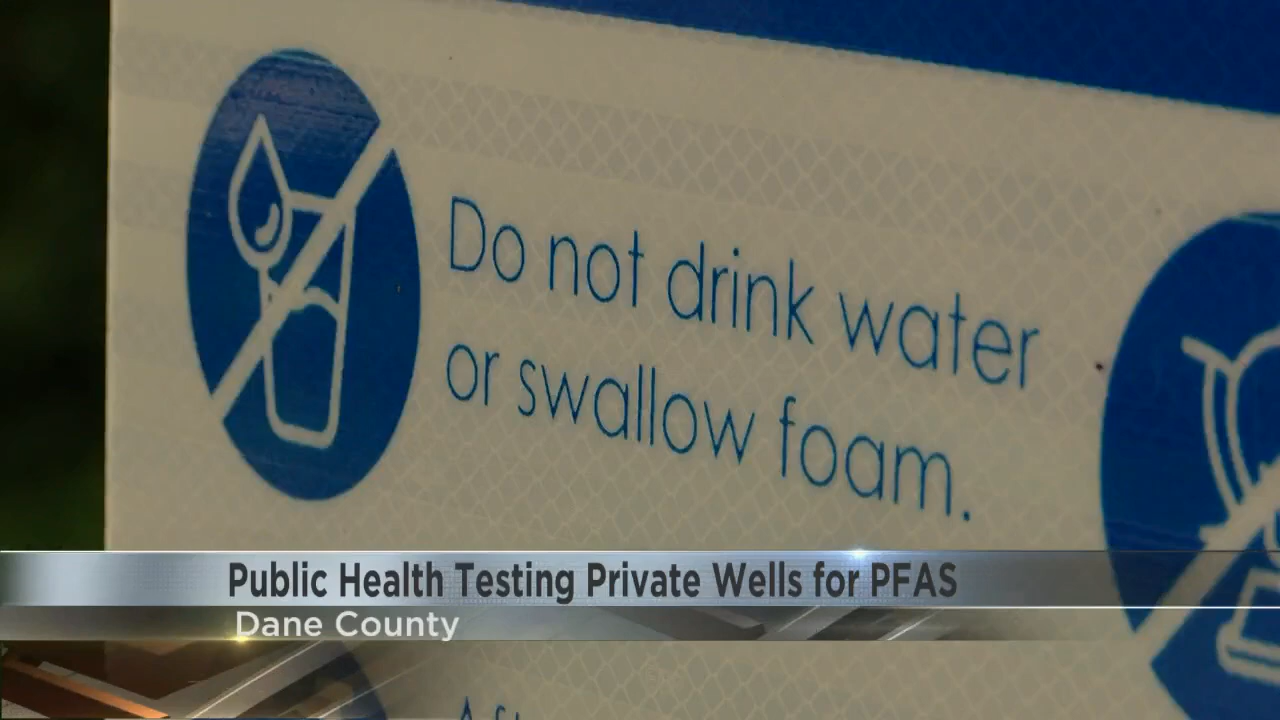 Do not drink water
or swallow foam.
Public Health Testing Private Wells for PFAS
Dane County